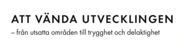 ATT VÄNDA UTVECKLINGEN
– från utsatta områden till trygghet och delaktighet